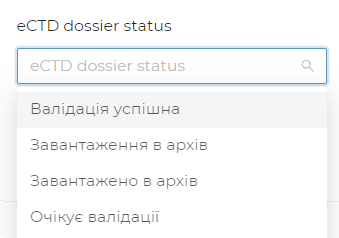 eCTD dossier status
eCTD dossier status
Валідація успішна
Завантаження в архів
Завантажено в архів
Очікує валідації